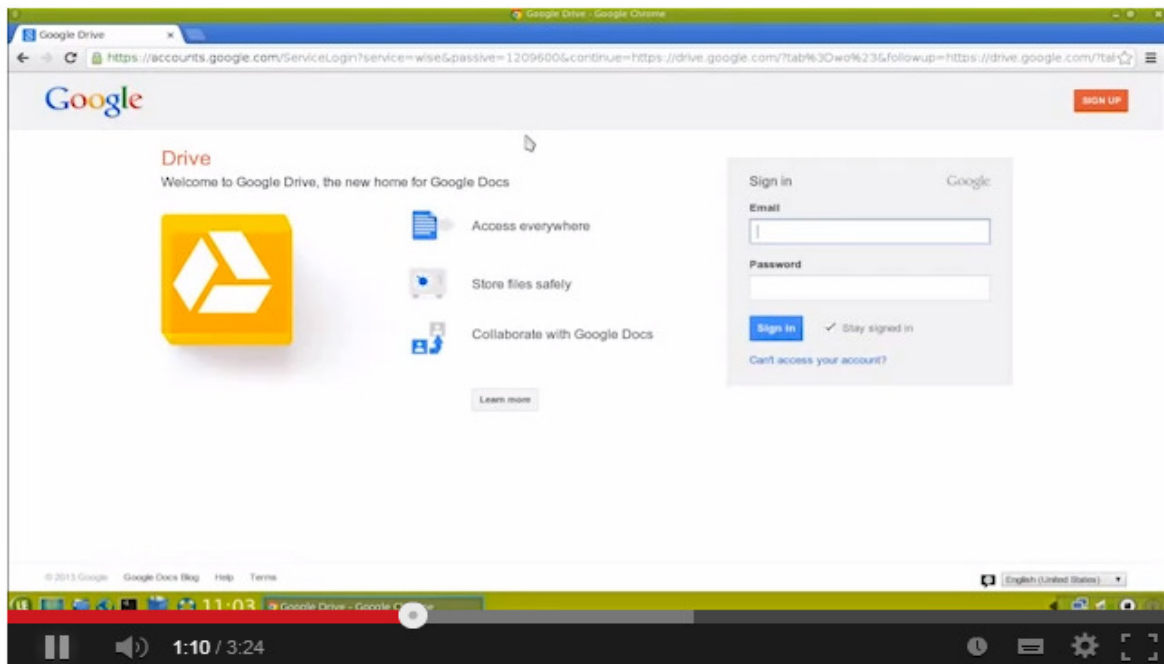 Google Drive - Google Chrome
Google Drive
https://accounts.google.com/ServiceLogin?service=wise&passive=1209600&continue=https://drive.google.com/?tab%3Dwo%23&followup=https://drive.google.com/?tal
Google
SIGN UP
Drive
Welcome to Google Drive, the new home for Google Docs
Access everywhere
Store files safely
Collaborate with Google Docs
Learn more
Sign in Google
Email
Password
Sign in Stay signed in
Can't access your account?
© 2013 Google Google Docs Blog Help Terms
English (United States)
11:03 Google Drive - Google Chrome
1:10 / 3:24